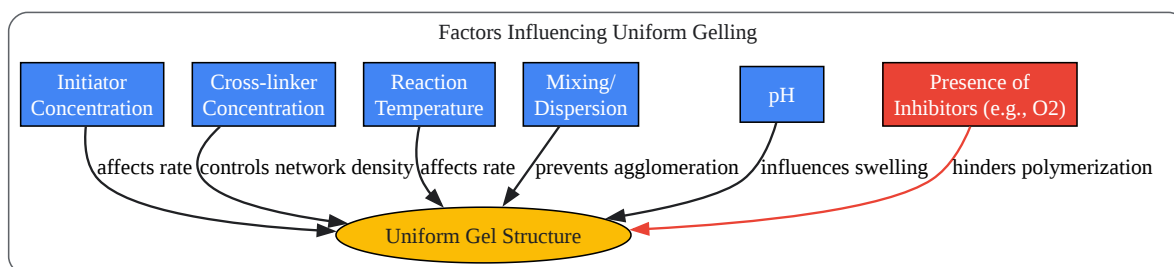 Factors Influencing Uniform Gelling
Initiator
Concentration
Cross-linker
Concentration
Reaction
Temperature
Mixing/
Dispersion
pH
Presence of
Inhibitors (e.g., O2)
affects rate
controls network density
affects rate
prevents agglomeration
influences swelling
hinders polymerization
Uniform Gel Structure